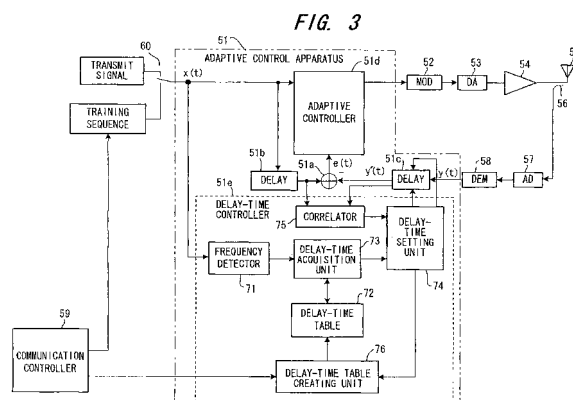 FIG. 3
51
60
ADAPTIVE CONTROL APPARATUS
51d
TRANSMIT
SIGNAL
x(t)
52
53
54
MOD
DA
56
TRAINING
SEQUENCE
ADAPTIVE
CONTROLLER
51b
51a
e(t)
51c
58
57
51e
DELAY
−
y'(t)
DELAY
y(t)
DEM
AD
DELAY-TIME
CONTROLLER
75
CORRELATOR
DELAY-
TIME
SETTING
UNIT
73
74
FREQUENCY
DETECTOR
71
DELAY-TIME
ACQUISITION
UNIT
72
DELAY-TIME
TABLE
59
COMMUNICATION
CONTROLLER
76
DELAY-TIME TABLE
CREATING UNIT